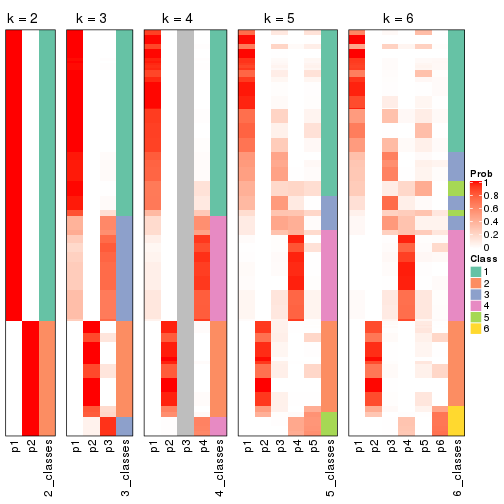 k = 2
k = 3
k = 4
k = 5
k = 6
Prob
1
0.8
0.6
0.4
0.2
0
Class
1
2
3
4
5
6
p1
p2
2_classes
p1
p2
p3
3_classes
p1
p2
p3
p4
4_classes
p1
p2
p3
p4
p5
5_classes
p1
p2
p3
p4
p5
p6
6_classes